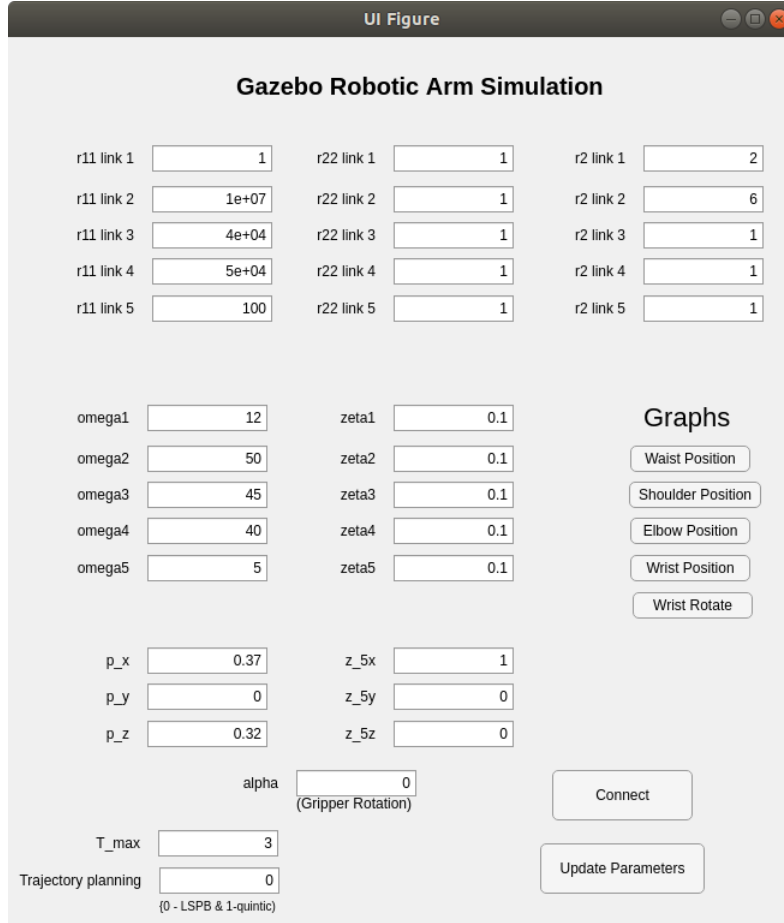 UI Figure
Gazebo Robotic Arm Simulation
r11 link 1 1 r22 link 1 1 r2 link 1 2
r11 link 2 1e+07 r22 link 2 1 r2 link 2 6
r11 link 3 4e+04 r22 link 3 1 r2 link 3 1
r11 link 4 5e+04 r22 link 4 1 r2 link 4 1
r11 link 5 100 r22 link 5 1 r2 link 5 1
omega1 12 zeta1 0.1 Graphs
omega2 50 zeta2 0.1 Waist Position
omega3 45 zeta3 0.1 Shoulder Position
omega4 40 zeta4 0.1 Elbow Position
omega5 5 zeta5 0.1 Wrist Position
Wrist Rotate
p_x 0.37 z_5x 1
p_y 0 z_5y 0
p_z 0.32 z_5z 0
alpha 0 Connect
(Gripper Rotation)
T_max 3
Trajectory planning 0 Update Parameters
{0 - LSPB & 1-quintic)